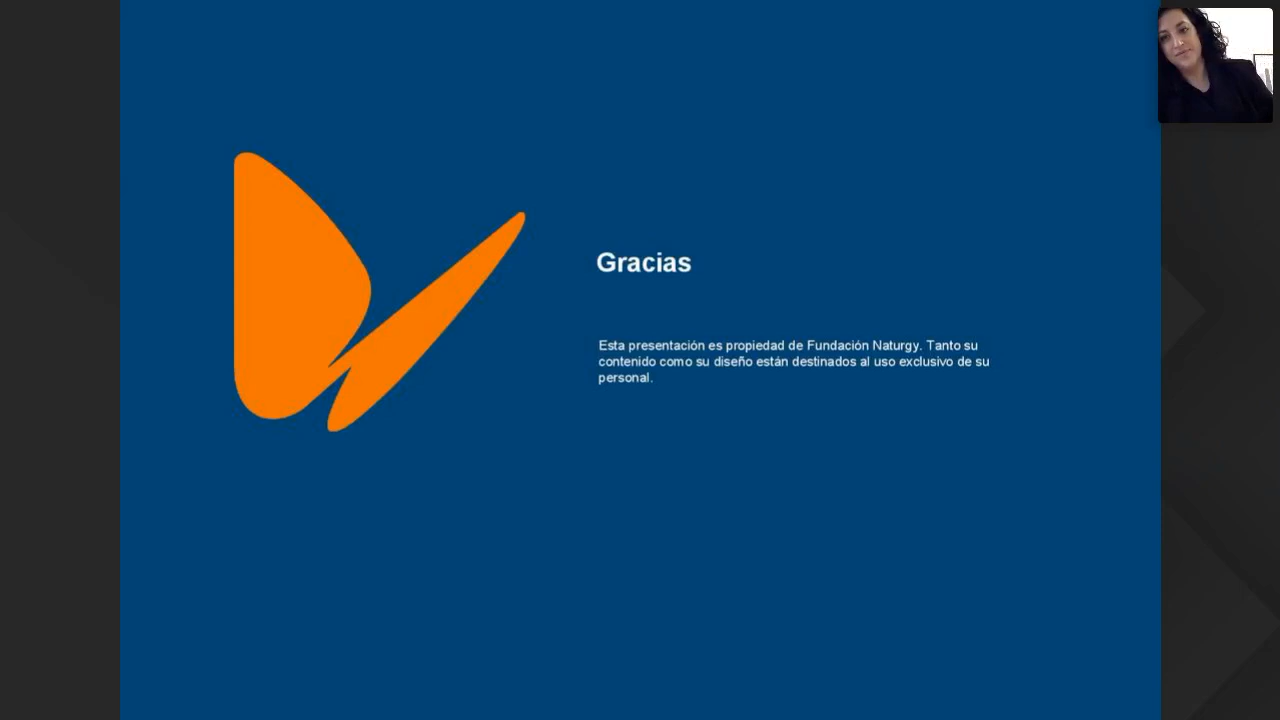 Gracias
Esta presentación es propiedad de Fundación Naturgy. Tanto su
contenido como su diseño están destinados al uso exclusivo de su
personal.